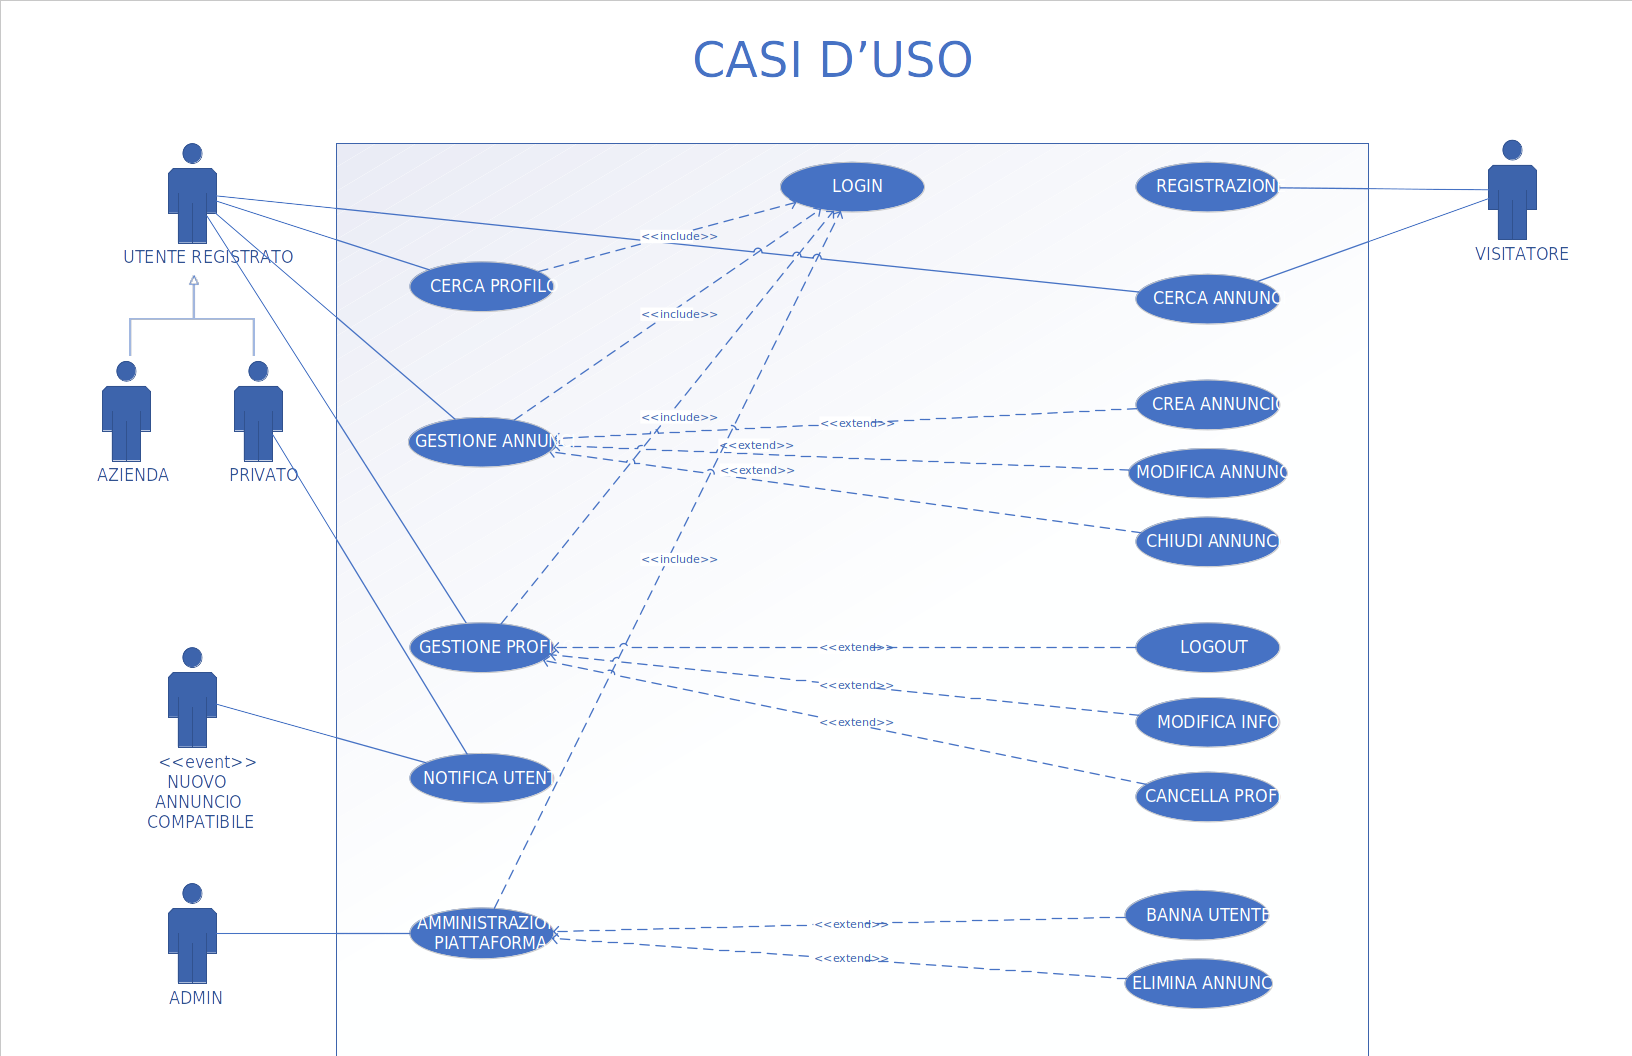 CASI D’USO
LOGIN
REGISTRAZION
UTENTE REGISTRATO
VISITATORE
<<include>>
CERCA PROFILO
CERCA ANNUNC
<<include>>
AZIENDA
PRIVATO
<<include>>
CREA ANNUNCIO
<<extend>>
GESTIONE ANNUN
<<extend>>
MODIFICA ANNUNC
<<extend>>
CHIUDI ANNUNC
<<include>>
GESTIONE PROFI
<<extend>>
LOGOUT
<<extend>>
MODIFICA INFO
<<extend>>
<<event>>
NUOVO
ANNUNCIO
COMPATIBILE
NOTIFICA UTENT
CANCELLA PROF
AMMINISTRAZION
PIATTAFORMA
<<extend>>
BANNA UTENTE
<<extend>>
ELIMINA ANNUNC
ADMIN